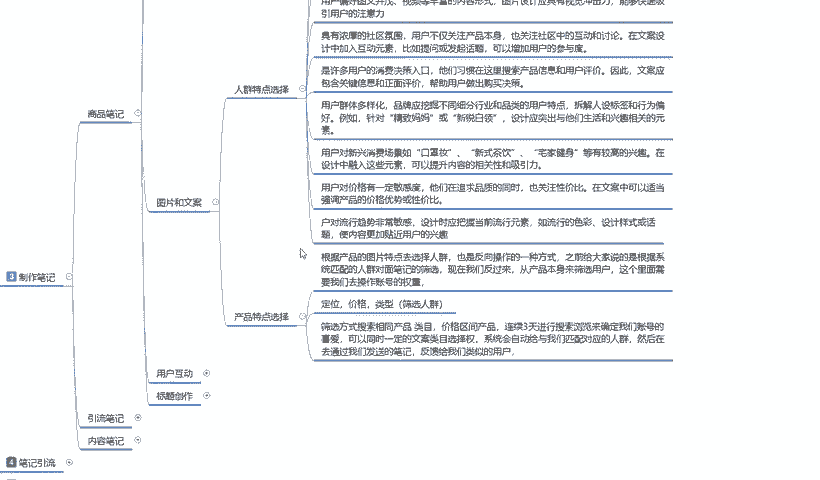 用户偏好图文并茂、视频等丰富的内容形式，图片设计应具有视觉冲击力，能够快速吸
引用户的注意力
具有浓厚的社区氛围，用户不仅关注产品本身，也关注社区中的互动和讨论。在文案设
计中加入互动元素，比如提问或发起话题，可以增加用户的参与度。
是许多用户的消费决策入口，他们习惯在这里搜索产品信息和用户评价。因此，文案应
包含关键信息和正面评价，帮助用户做出购买决策。
人群特点选择
用户群体多样化，品牌应挖掘不同细分行业和品类的用户特点，拆解人设标签和行为偏
好。例如，针对“精致妈妈”或“新锐白领”，设计应突出与他们生活和兴趣相关的元
素。
商品笔记
用户对新兴消费场景如“口罩妆”、“新式茶饮”、“宅家健身”等有较高的兴趣。在
设计中融入这些元素，可以提升内容的相关性和吸引力。
用户对价格有一定敏感度，他们在追求品质的同时，也关注性价比。在文案中可以适当
强调产品的价格优势或性价比。
图片和文案
户对流行趋势非常敏感，设计时应把握当前流行元素，如流行的色彩、设计样式或话
题，使内容更加贴近用户的兴趣
根据产品的图片特点去选择人群，也是反向操作的一种方式，之前给大家说的是根据系
统匹配的人群对面笔记的筛选，现在我们反过来，从产品本身来筛选用户，这个里面需
要我们去操作账号的权重，
3 制作笔记
定位，价格，类型（筛选人群）
产品特点选择
筛选方式搜索相同产品 类目，价格区间产品，连续3天进行搜索浏览来确定我们账号的
喜爱，可以同时一定的文案类目选择权，系统会自动给与我们匹配对应的人群，然后在
去通过我们发送的笔记，反馈给我们类似的用户，
用户互动
标题创作
引流笔记
内容笔记
4 笔记引流